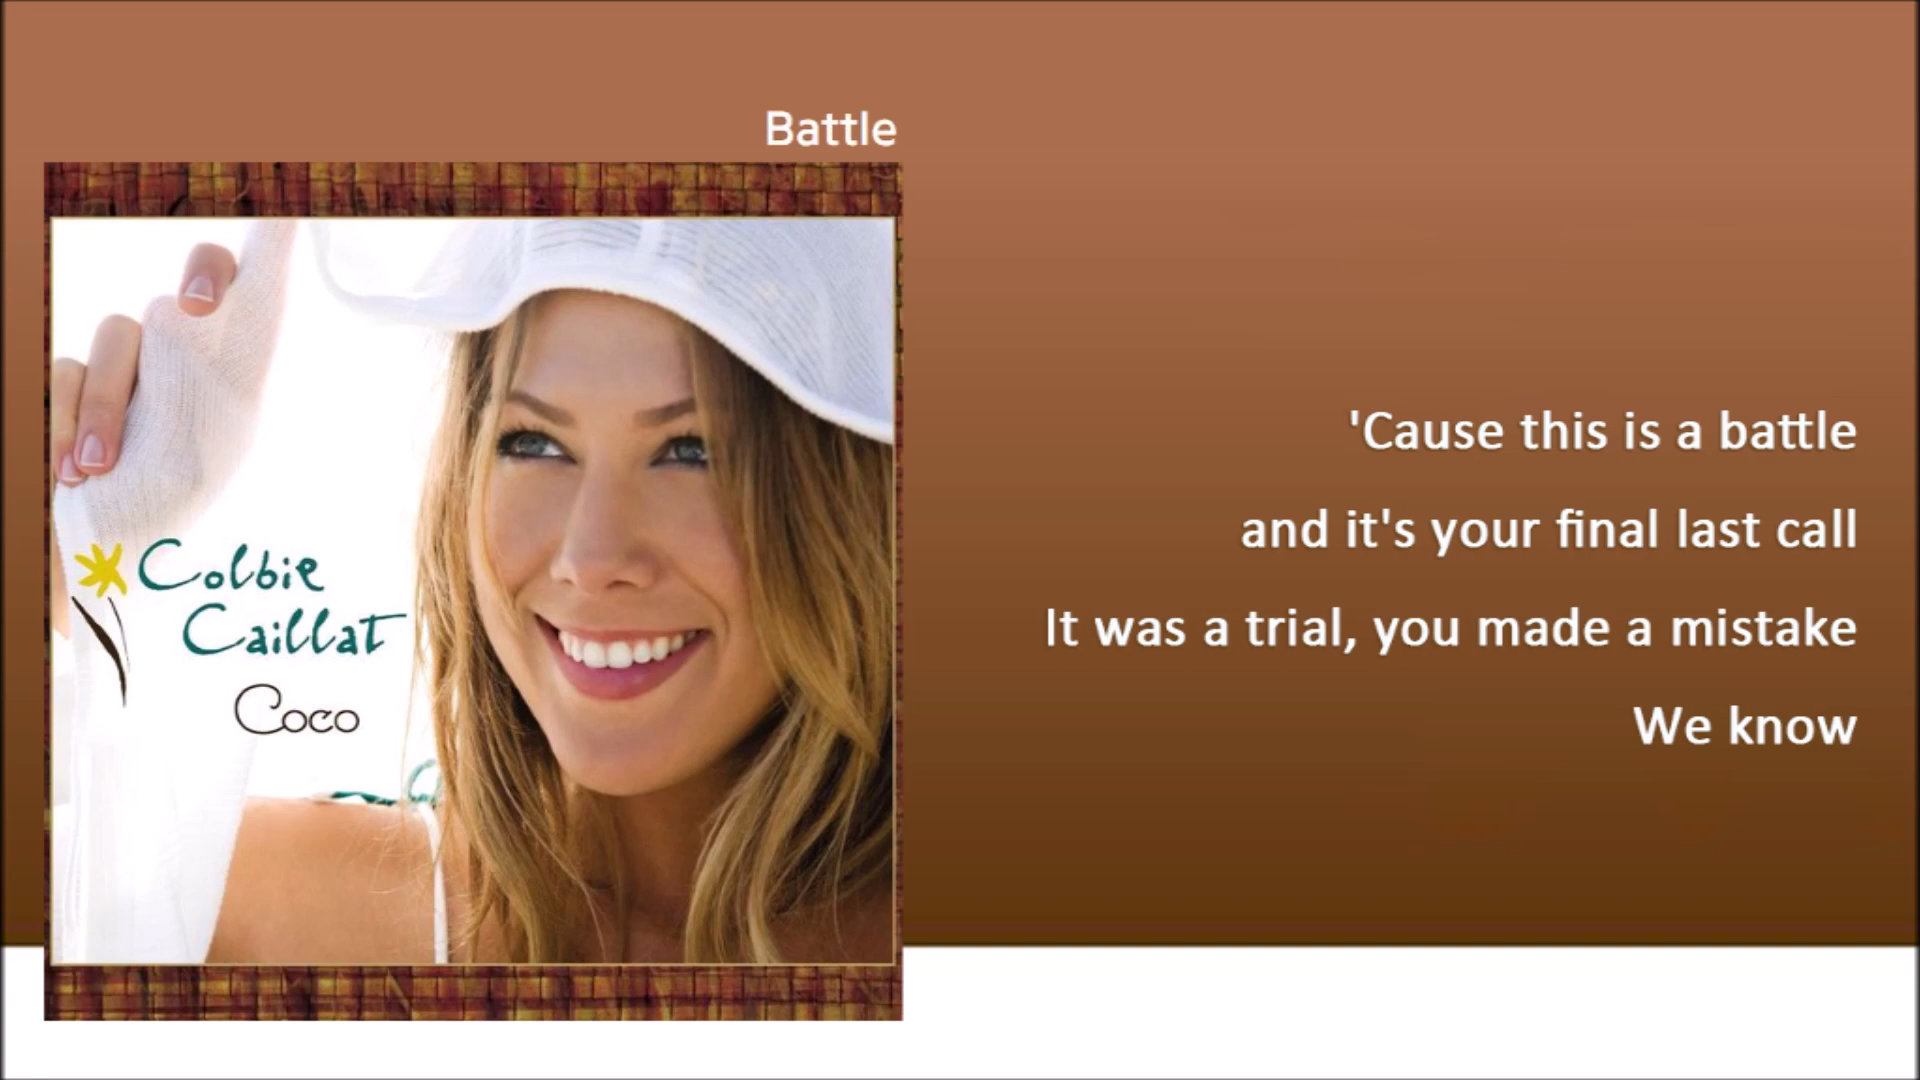 Battle
Colbie
Caillat
Coco
'Cause this is a battle
and it's your final last call
It was a trial, you made a mistake
We know